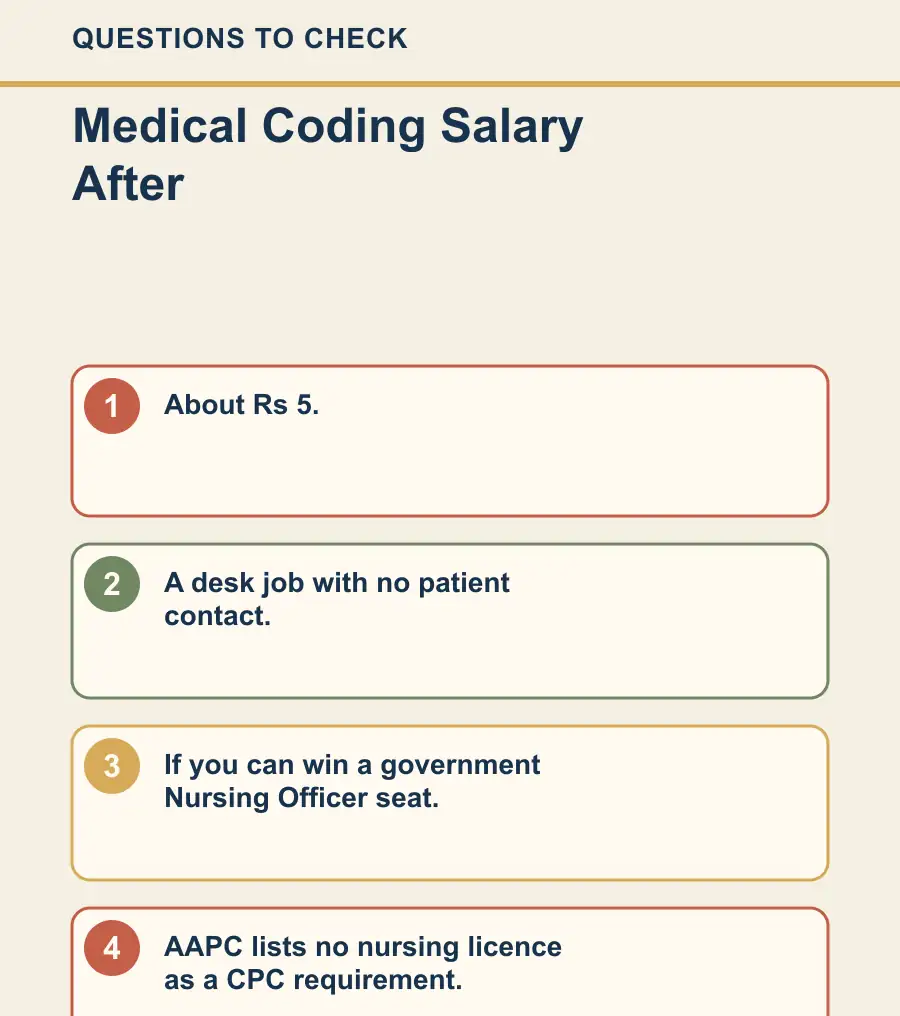 QUESTIONS TO CHECK
Medical Coding Salary
After
1
About Rs 5.
2
A desk job with no patient
contact.
3
If you can win a government
Nursing Officer seat.
4
AAPC lists no nursing licence
as a CPC requirement.